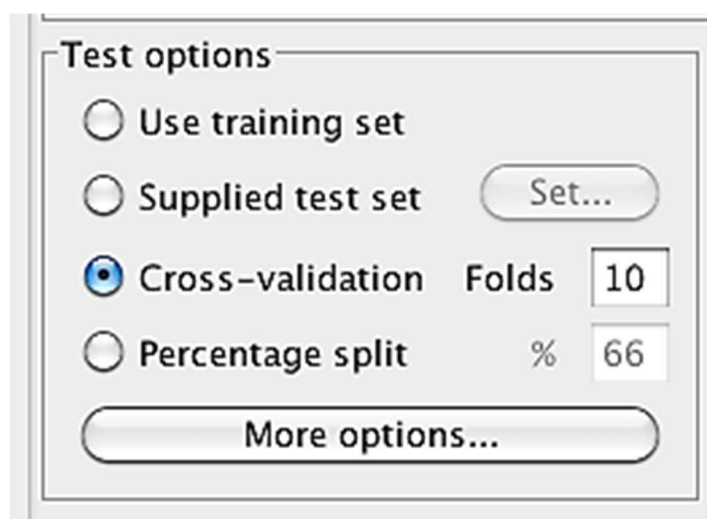 Test options
Use training set
Supplied test set Set...
Cross-validation Folds 10
Percentage split % 66
More options...